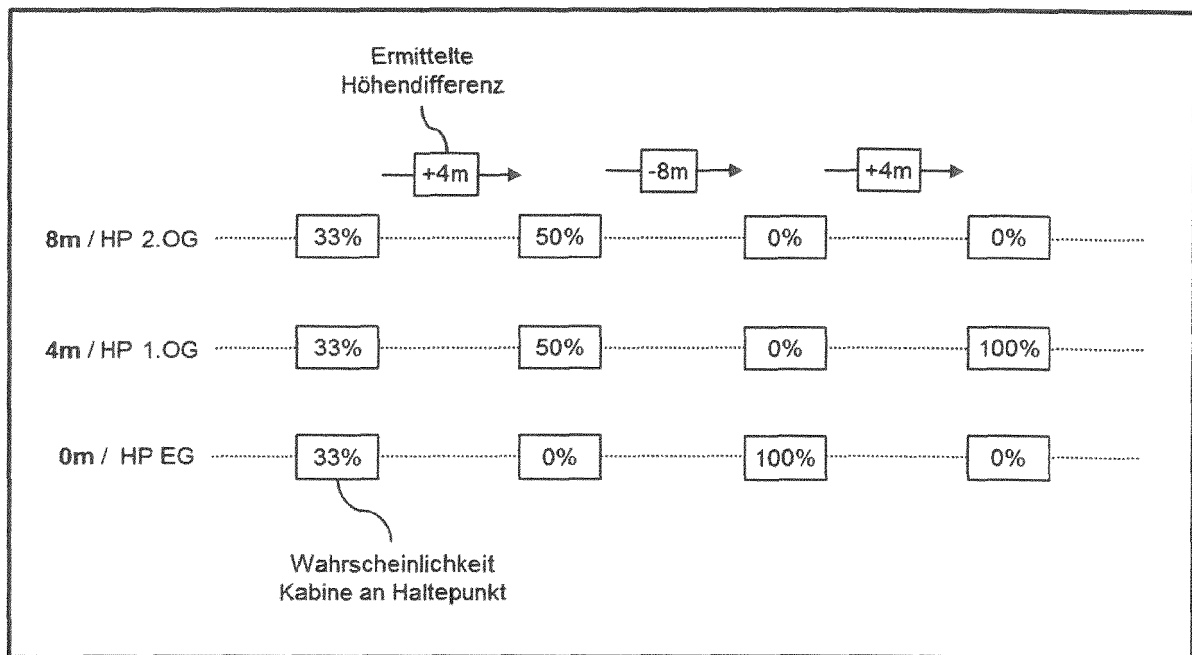 Ermittelte
Höhendifferenz
+4m -8m +4m
8m / HP 2.OG 33% 50% 0% 0%
4m / HP 1.OG 33% 50% 0% 100%
0m / HP EG 33% 0% 100% 0%
Wahrscheinlichkeit
Kabine an Haltepunkt